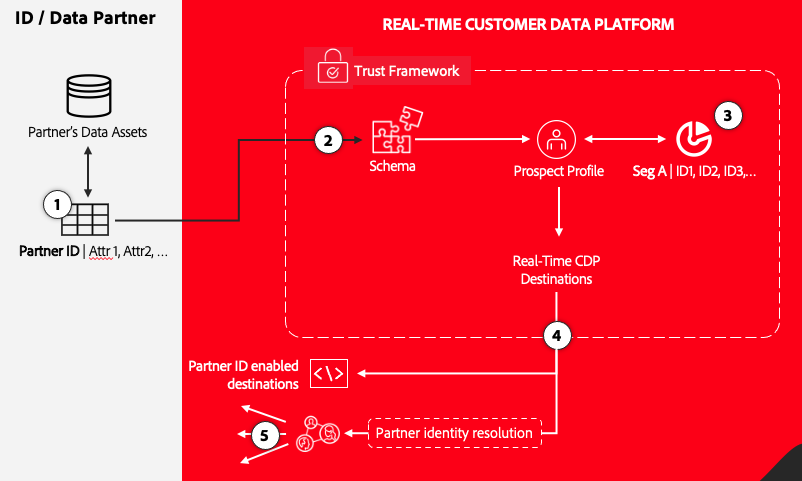 ID / Data Partner
REAL-TIME CUSTOMER DATA PLATFORM
Trust Framework
Partner's Data Assets
1
Partner ID | Attr 1, Attr2, ...
2
Schema
Prospect Profile
3
Seg A | ID1, ID2, ID3,...
Real-Time CDP
Destinations
4
Partner ID enabled
destinations
</>
5
Partner identity resolution